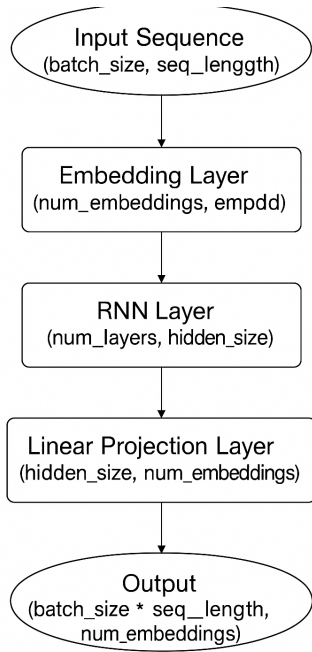 Input Sequence
(batch_size, seq_lenggth)
Embedding Layer
(num_embeddings, empdd)
RNN Layer
(num_layers, hidden_size)
Linear Projection Layer
(hidden_size, num_embeddings)
Output
(batch_size * seq_length,
num_embeddings)